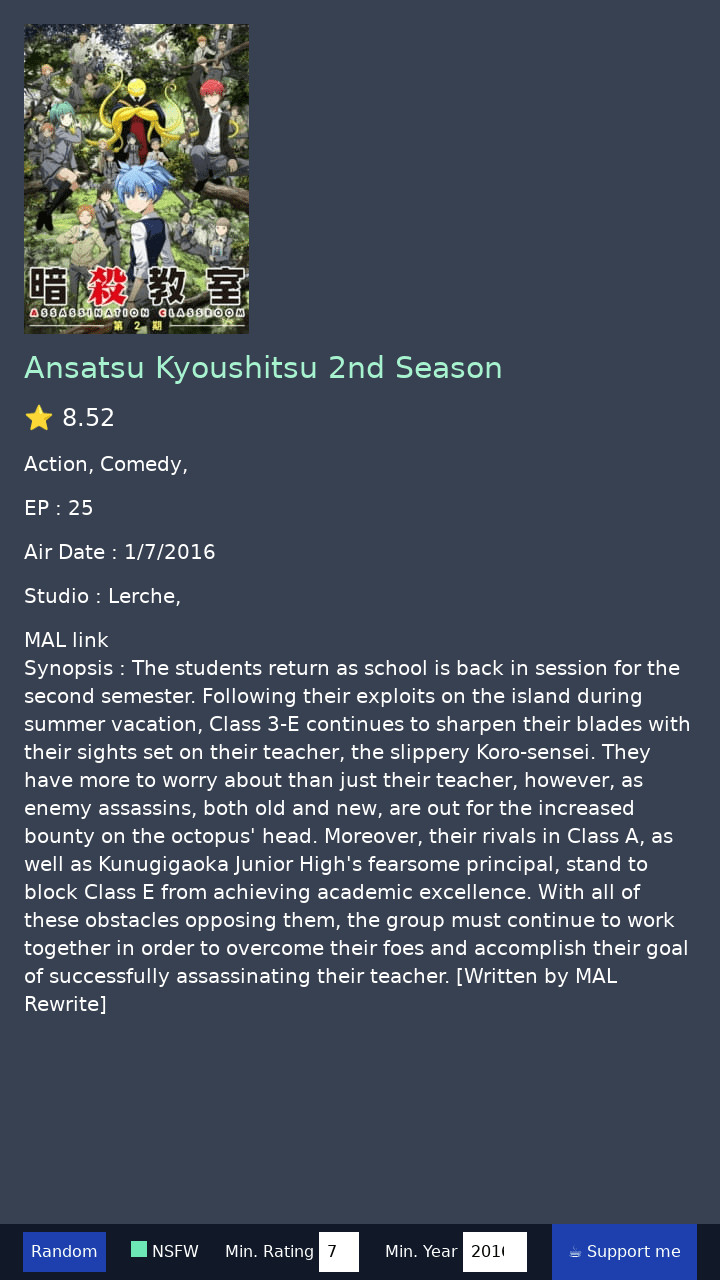 暗殺教室
ASSASSINATION CLASSROOM
第2期
Ansatsu Kyoushitsu 2nd Season
⭐ 8.52
Action, Comedy,
EP : 25
Air Date : 1/7/2016
Studio : Lerche,
MAL link
Synopsis : The students return as school is back in session for the
second semester. Following their exploits on the island during
summer vacation, Class 3-E continues to sharpen their blades with
their sights set on their teacher, the slippery Koro-sensei. They
have more to worry about than just their teacher, however, as
enemy assassins, both old and new, are out for the increased
bounty on the octopus' head. Moreover, their rivals in Class A, as
well as Kunugigaoka Junior High's fearsome principal, stand to
block Class E from achieving academic excellence. With all of
these obstacles opposing them, the group must continue to work
together in order to overcome their foes and accomplish their goal
of successfully assassinating their teacher. [Written by MAL
Rewrite]
Random NSFW Min. Rating 7 Min. Year 2016 ☕ Support me